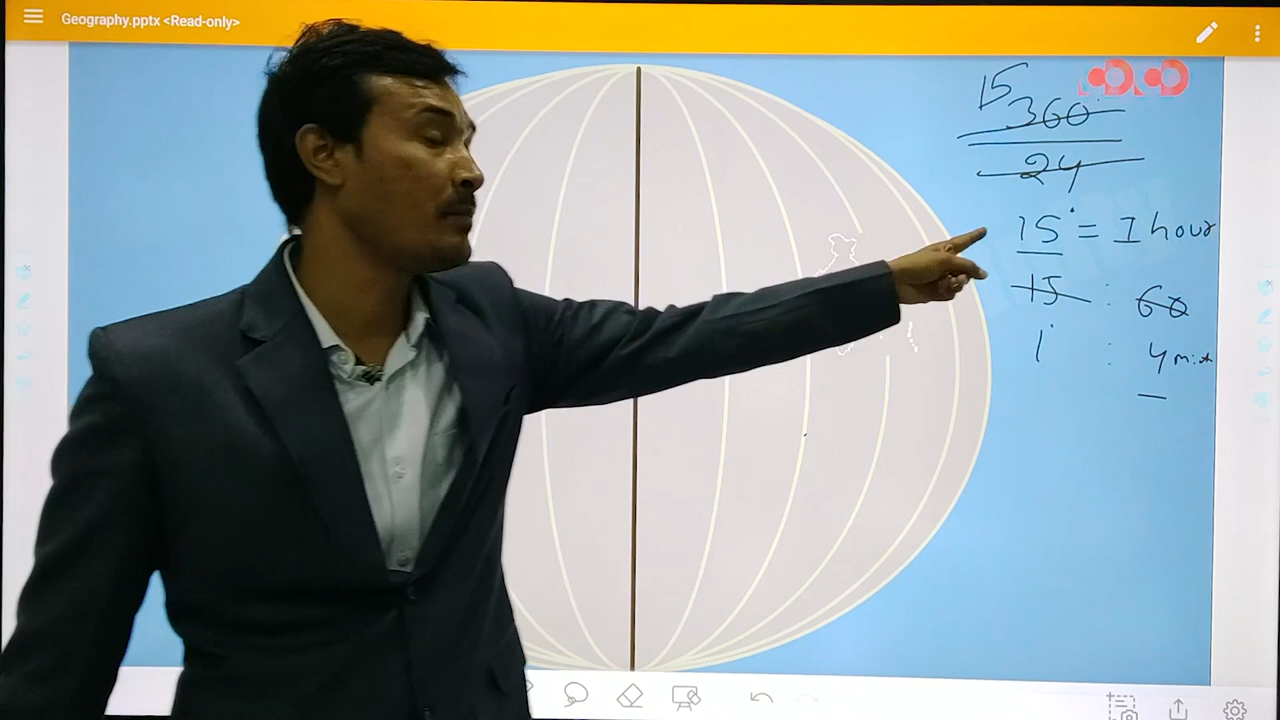 Geography.pptx <Read-only>
15
360
24
15° = 1 hour
15 : 60
1° : 4 min